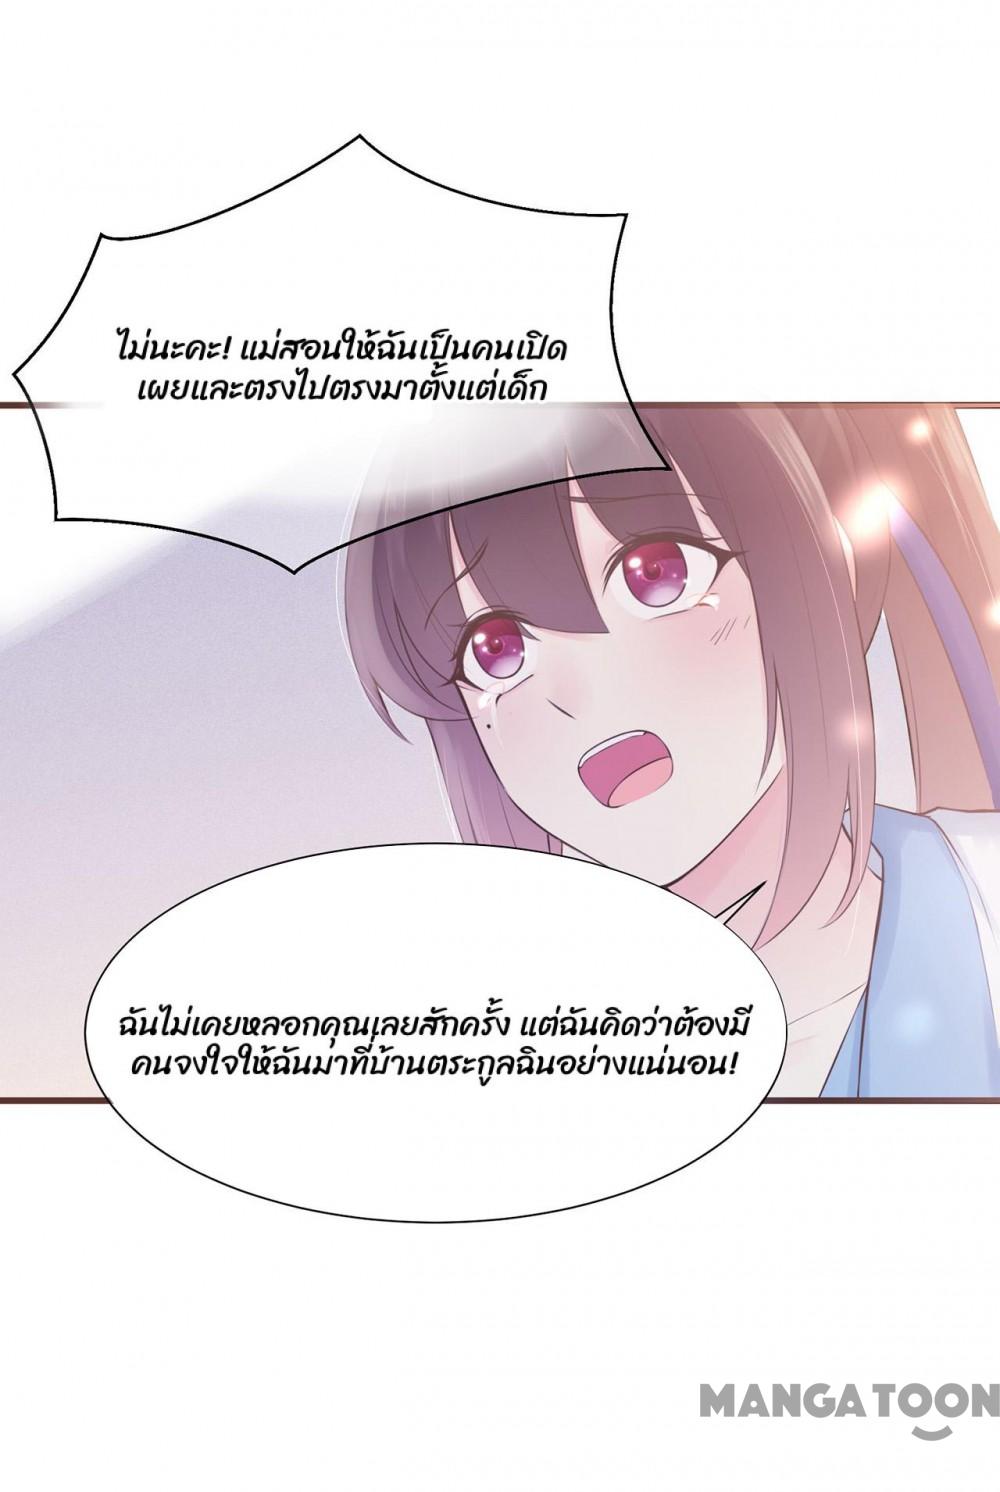 ไม่นะคะ! แม่สอนให้ฉันเป็นคนเปิด
เผยและตรงไปตรงมาตั้งแต่เด็ก
ฉันไม่เคยหลอกคุณเลยสักครั้ง แต่ฉันคิดว่าต้องมี
คนจงใจให้ฉันมาที่บ้านตระกูลฉินอย่างแน่นอน!
MANGATOON